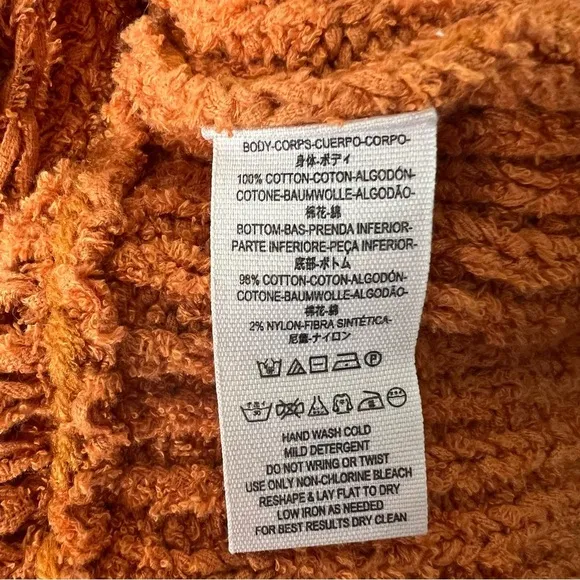 BODY-CORPS-CUERPO-CORPO-
身体-ボディ
100% COTTON-COTON-ALGODÓN-
COTONE-BAUMWOLLE-ALGODÃO-
棉花-綿
BOTTOM-BAS-PRENDA INFERIOR-
PARTE INFERIORE-PEÇA INFERIOR-
底部-ボトム
98% COTTON-COTON-ALGODÓN-
COTONE-BAUMWOLLE-ALGODÃO-
棉花-綿
2% NYLON-FIBRA SINTÉTICA-
尼龍-ナイロン
P
30
HAND WASH COLD
MILD DETERGENT
DO NOT WRING OR TWIST
USE ONLY NON-CHLORINE BLEACH
RESHAPE & LAY FLAT TO DRY
LOW IRON AS NEEDED
FOR BEST RESULTS DRY CLEAN